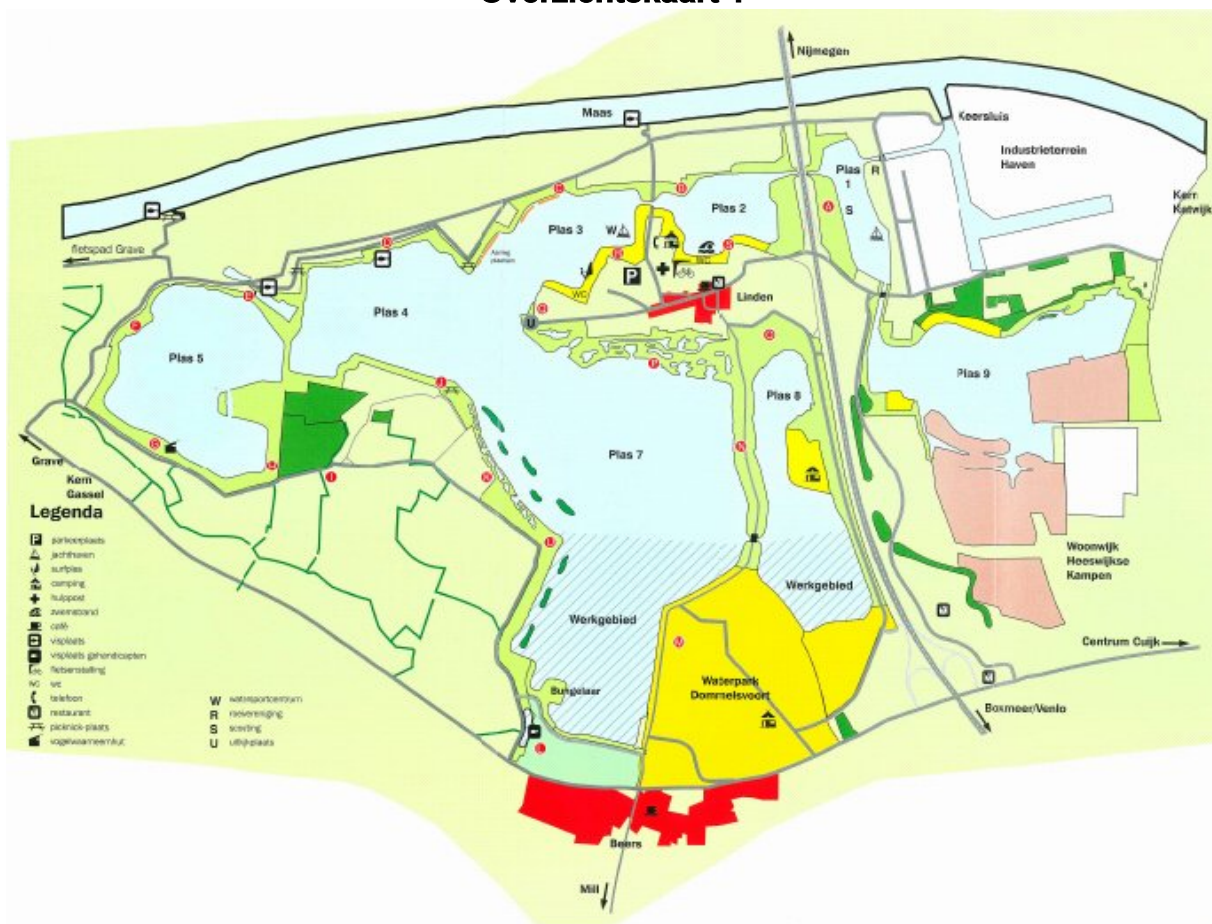 Nijmegen
Maas
Keersluis
Industrieterrein
Haven
Kern
Katwijk
Plas
1
R
S
A
B
C
Plas 2
Plas 3
W
WC
fietspad Grave
D
Plas 4
E
F
Plas 5
WC
P
U
Linden
P
Plas 8
Plas 9
J
G
I
K
N
Plas 7
Grave
Kern
Gassel
Legenda
parkeerplaats
jachthaven
surfplas
camping
hulppost
zwemstrand
café
visplaats
visplaats gehandicapten
fietsenstalling
WC wc
telefoon
restaurant
picknick-plaats
vogelwaarneemhut
W watersportcentrum
R roeivereniging
S scouting
U uitkijkplaats
Werkgebied
Werkgebied
M
Woonwijk
Heeswijkse
Kampen
Centrum Cuijk
Waterpark
Dommelsvoort
Bungelaar
L
Boxmeer/Venlo
Beers
Mill